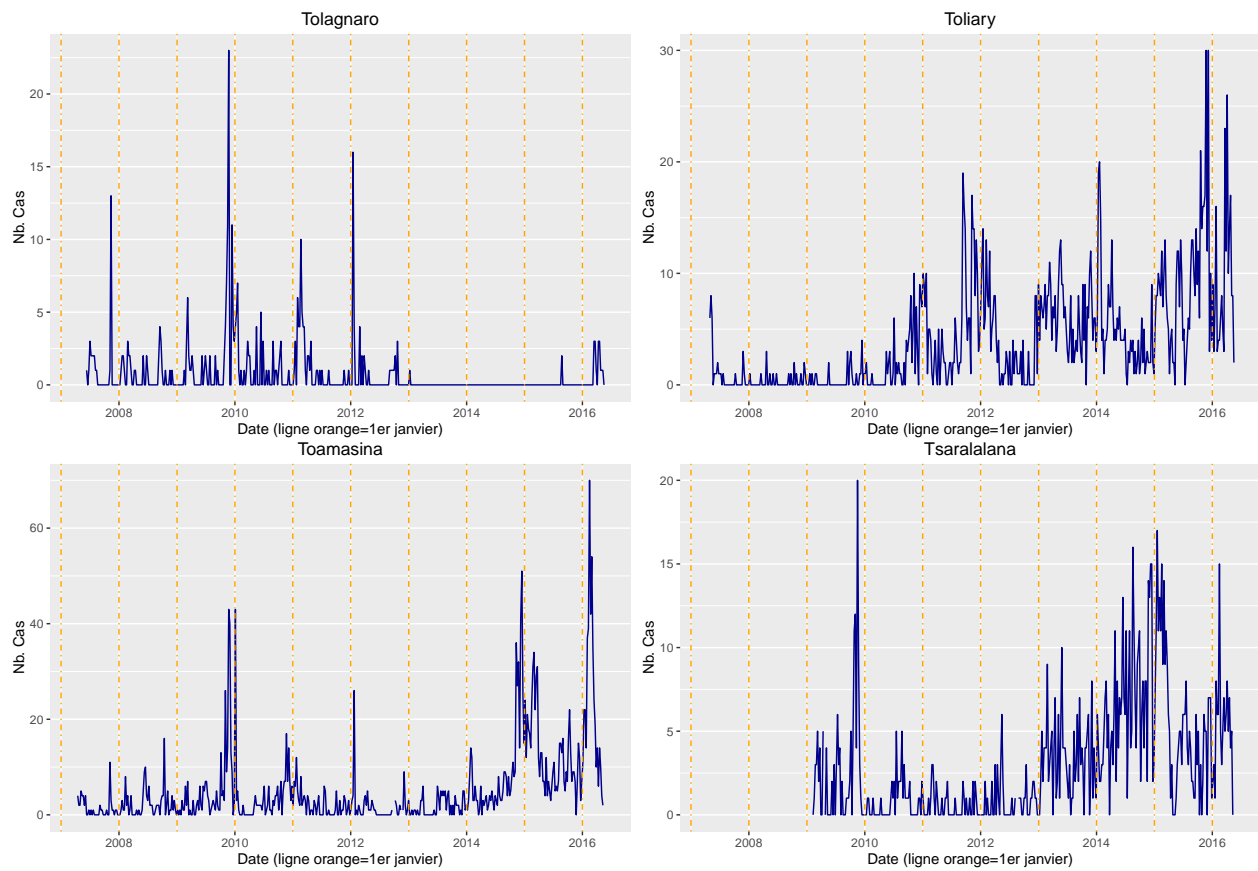 Tolagnaro
Nb. Cas
20
15
10
5
0
2008 2010 2012 2014 2016
Date (ligne orange=1er janvier)
Toliary
Nb. Cas
30
20
10
0
2008 2010 2012 2014 2016
Date (ligne orange=1er janvier)
Toamasina
Nb. Cas
60
40
20
0
2008 2010 2012 2014 2016
Date (ligne orange=1er janvier)
Tsaralalana
Nb. Cas
20
15
10
5
0
2008 2010 2012 2014 2016
Date (ligne orange=1er janvier)